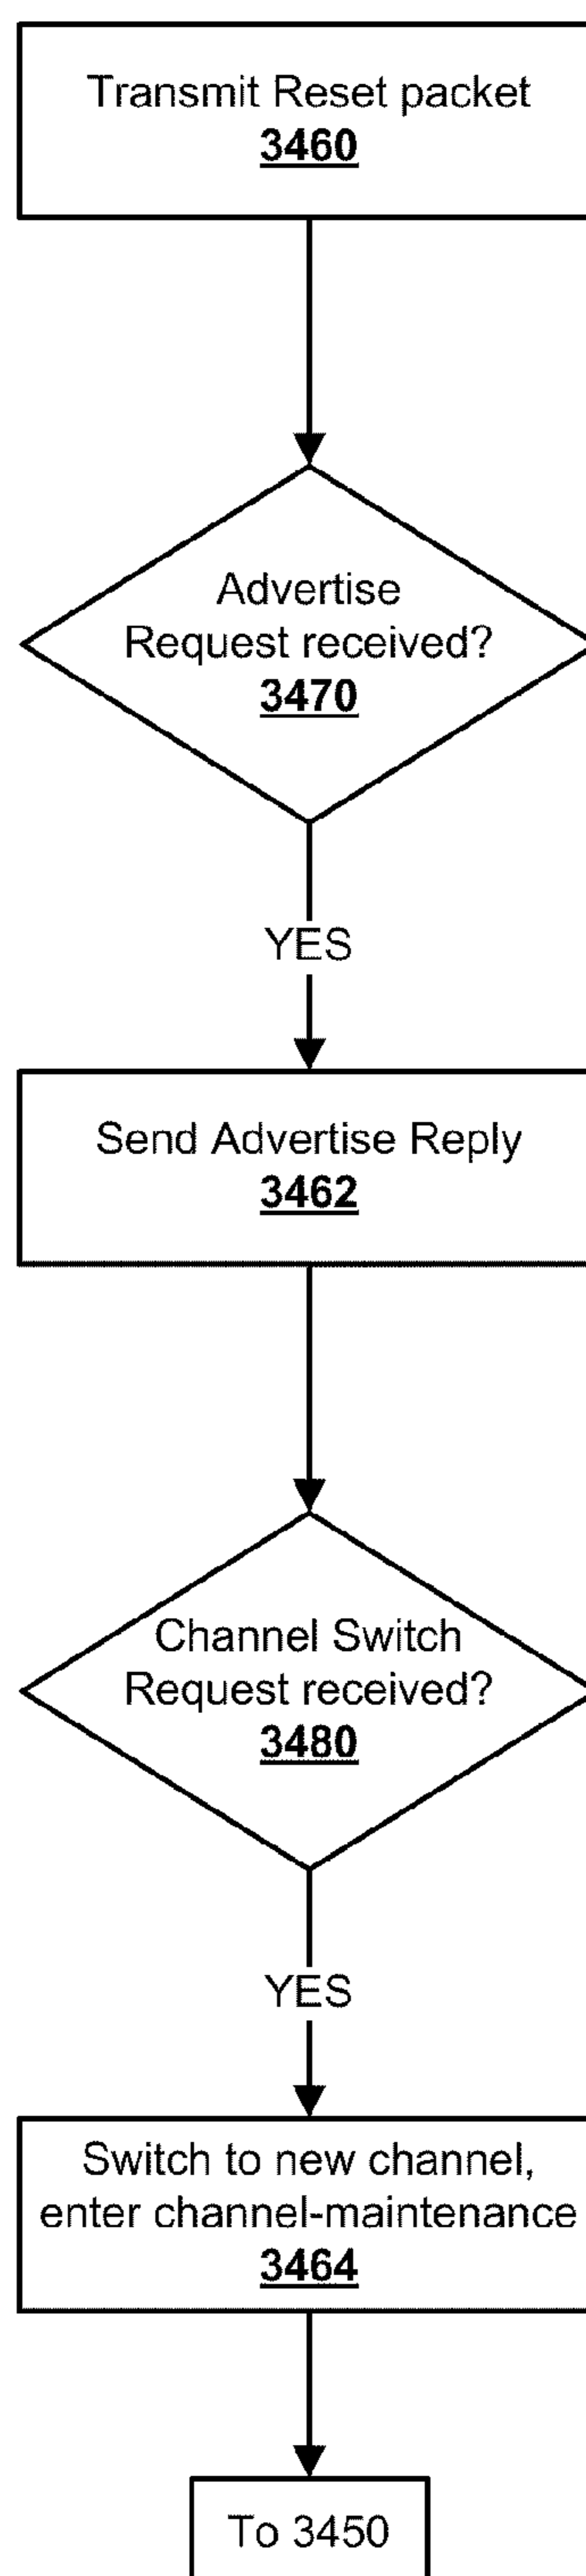 Transmit Reset packet
3460
Advertise
Request received?
3470
YES
Send Advertise Reply
3462
Channel Switch
Request received?
3480
YES
Switch to new channel,
enter channel-maintenance
3464
To 3450